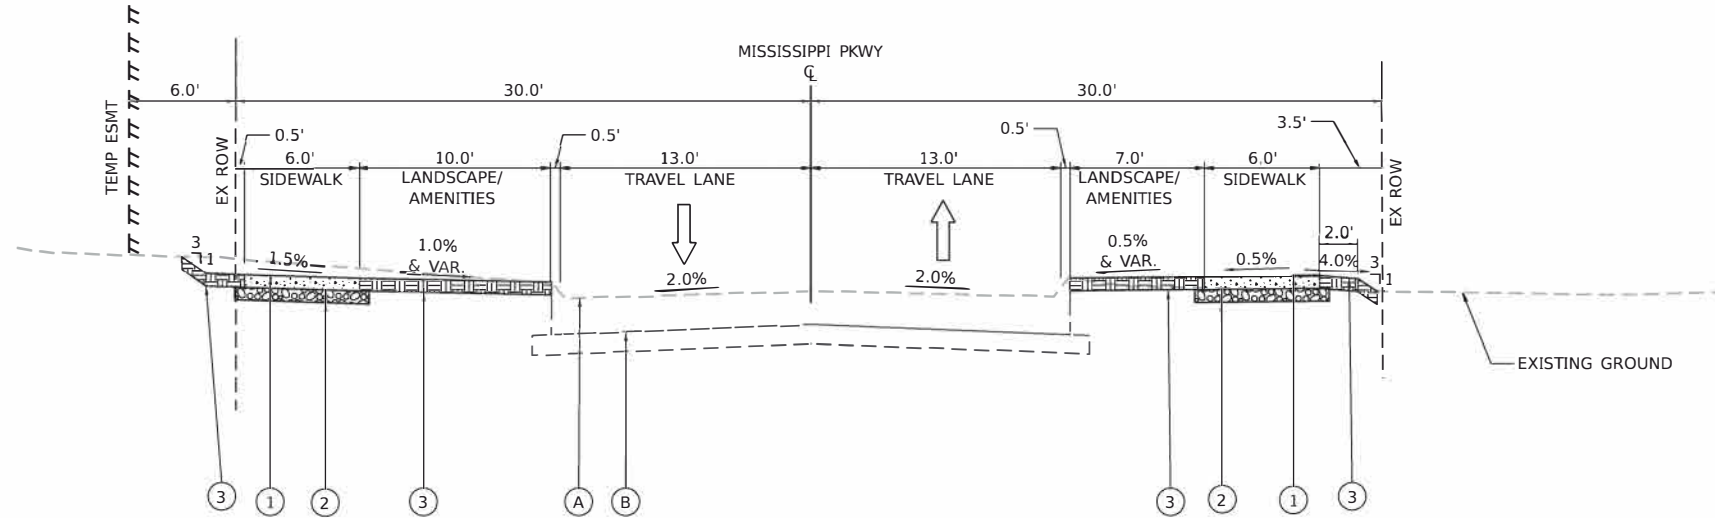 MISSISSIPPI PKWY
CL
6.0'
30.0'
30.0'
TEMP ESMT
EX ROW
0.5'
0.5'
0.5'
3.5'
6.0'
10.0'
13.0'
13.0'
7.0'
6.0'
SIDEWALK
LANDSCAPE/
AMENITIES
TRAVEL LANE
TRAVEL LANE
LANDSCAPE/
AMENITIES
SIDEWALK
EX ROW
2.0'
3
1
1.5%
1.0%
& VAR.
2.0%
2.0%
0.5%
& VAR.
0.5%
4.0%
3
1
EXISTING GROUND
3
1
2
3
A
B
3
2
1
3